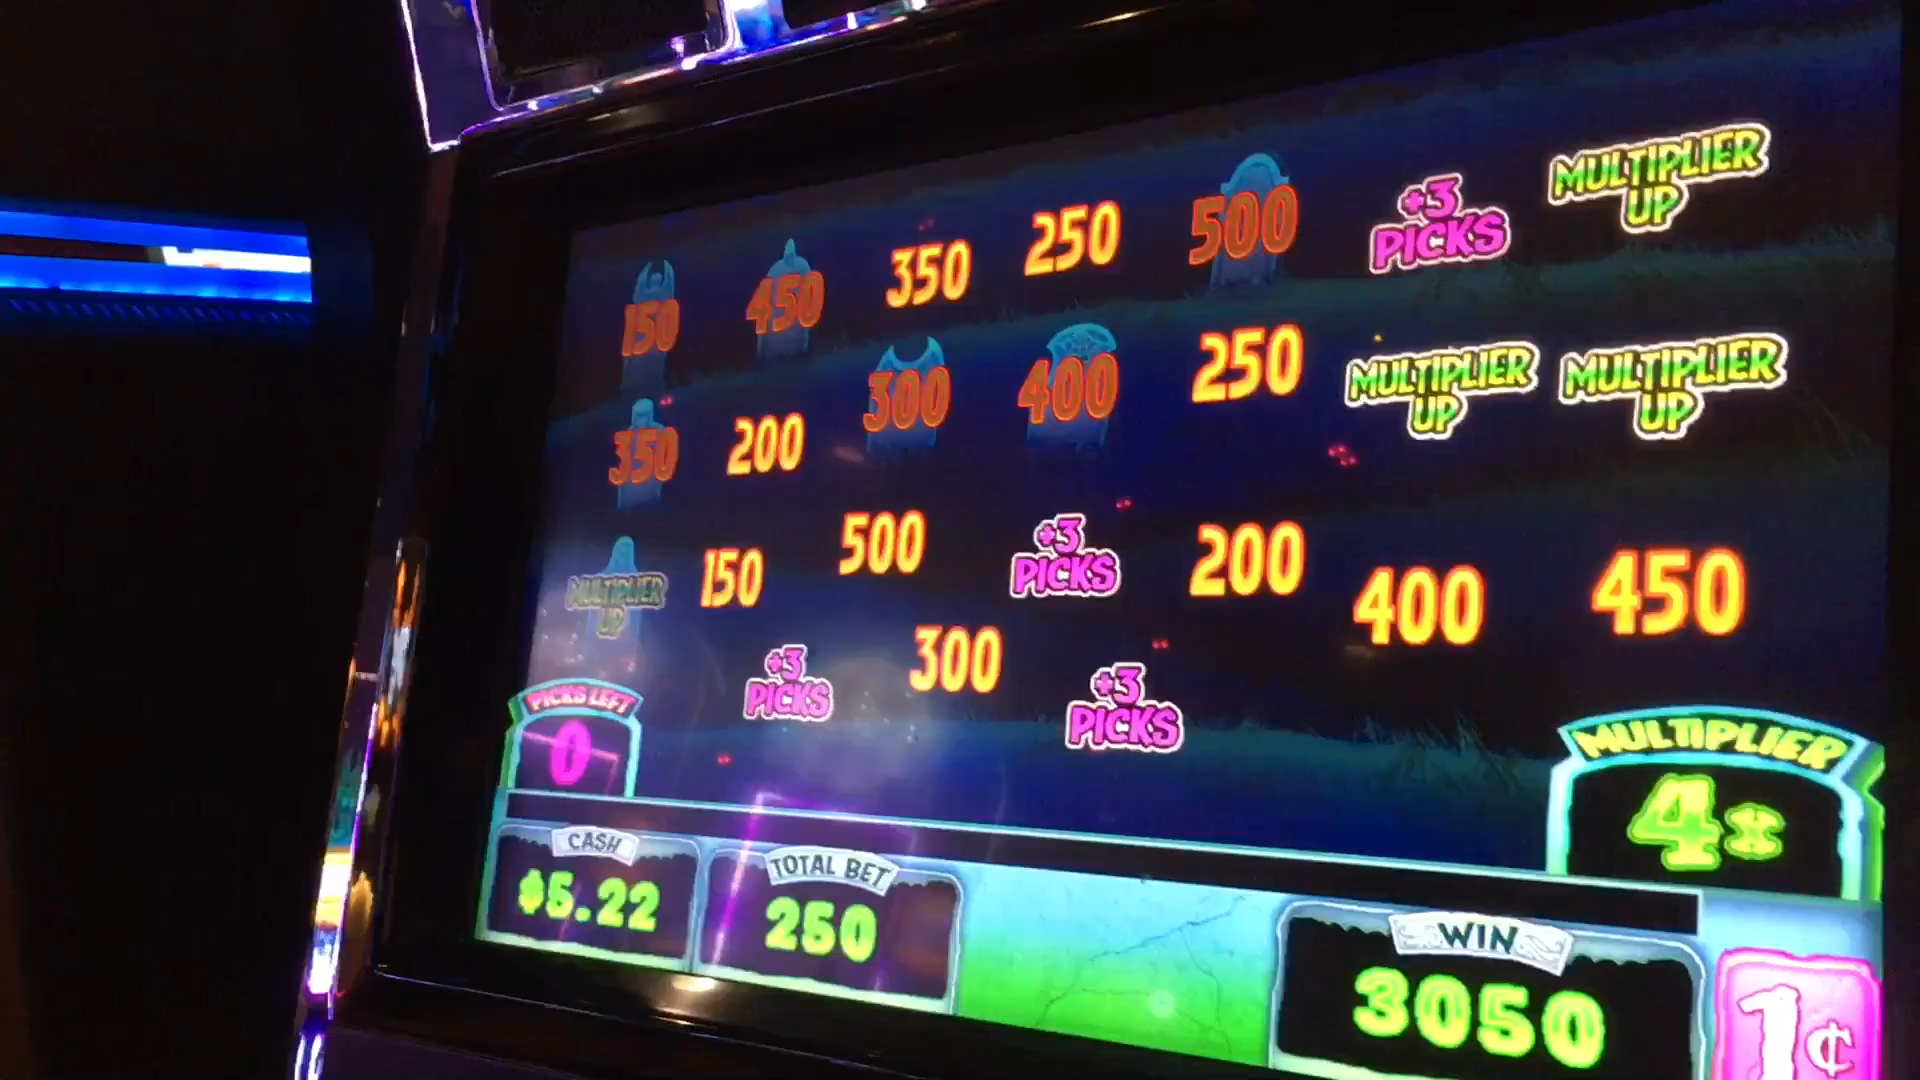 150
450
350
250
500
+3
PICKS
MULTIPLIER
UP
350
200
300
400
250
MULTIPLIER
UP
MULTIPLIER
UP
MULTIPLIER
UP
150
500
+3
PICKS
200
400
450
+3
PICKS
300
+3
PICKS
PICKS LEFT
0
MULTIPLIER
4x
CASH
$5.22
TOTAL BET
250
WIN
3050
1¢